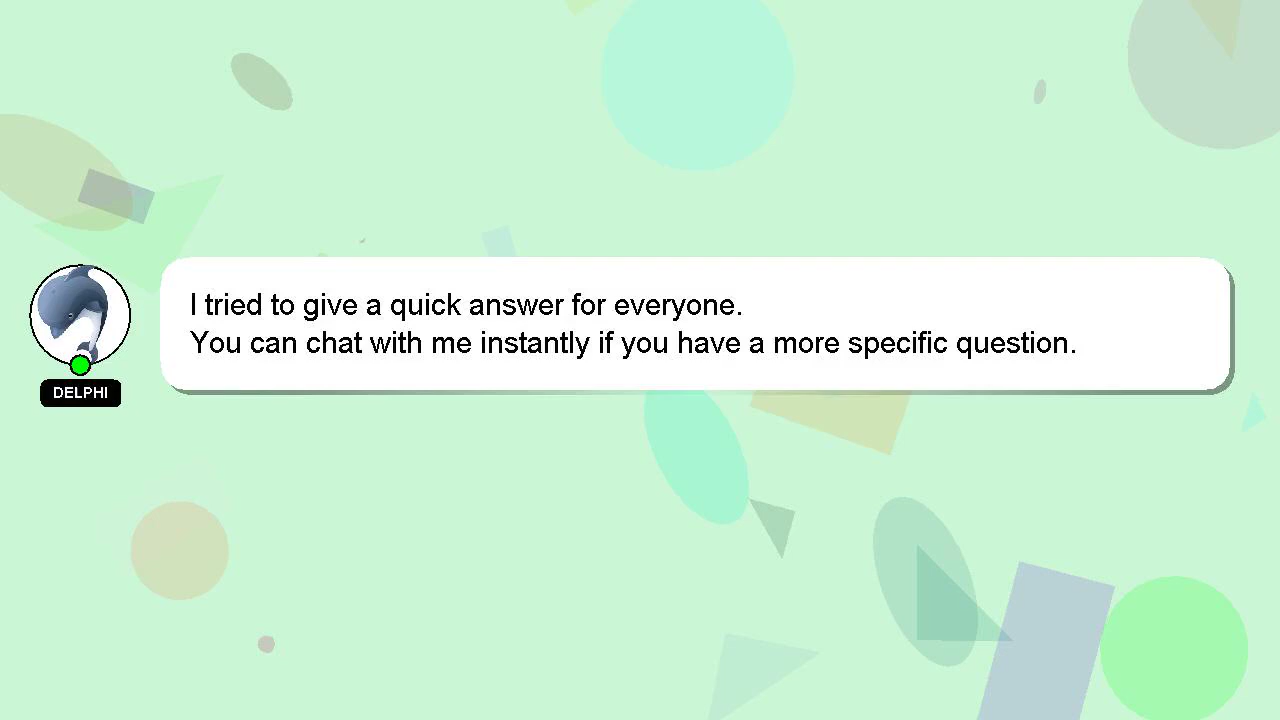 I tried to give a quick answer for everyone.
You can chat with me instantly if you have a more specific question.
DELPHI